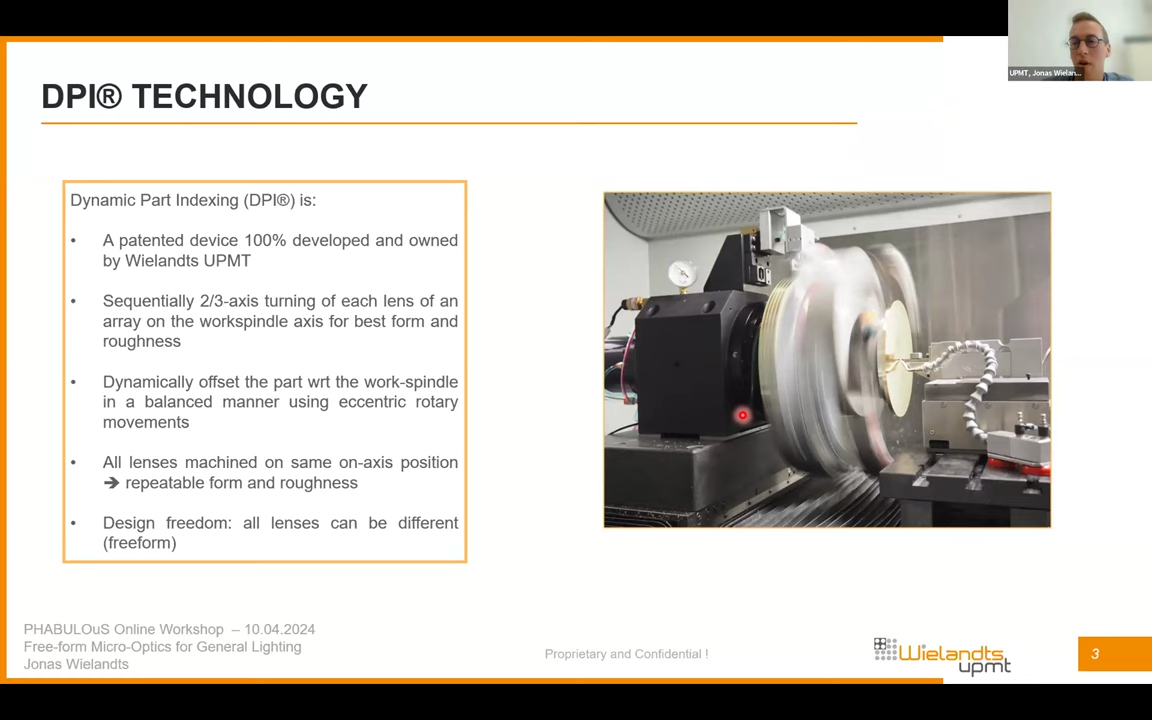 UPMT, Jonas Wielan...
DPI® TECHNOLOGY
Dynamic Part Indexing (DPI®) is:
• A patented device 100% developed and owned
by Wielandts UPMT
• Sequentially 2/3-axis turning of each lens of an
array on the workspindle axis for best form and
roughness
• Dynamically offset the part wrt the work-spindle
in a balanced manner using eccentric rotary
movements
• All lenses machined on same on-axis position
➔ repeatable form and roughness
• Design freedom: all lenses can be different
(freeform)
PHABULOuS Online Workshop – 10.04.2024
Free-form Micro-Optics for General Lighting
Jonas Wielandts
Proprietary and Confidential !
Wielandts
upmt
3